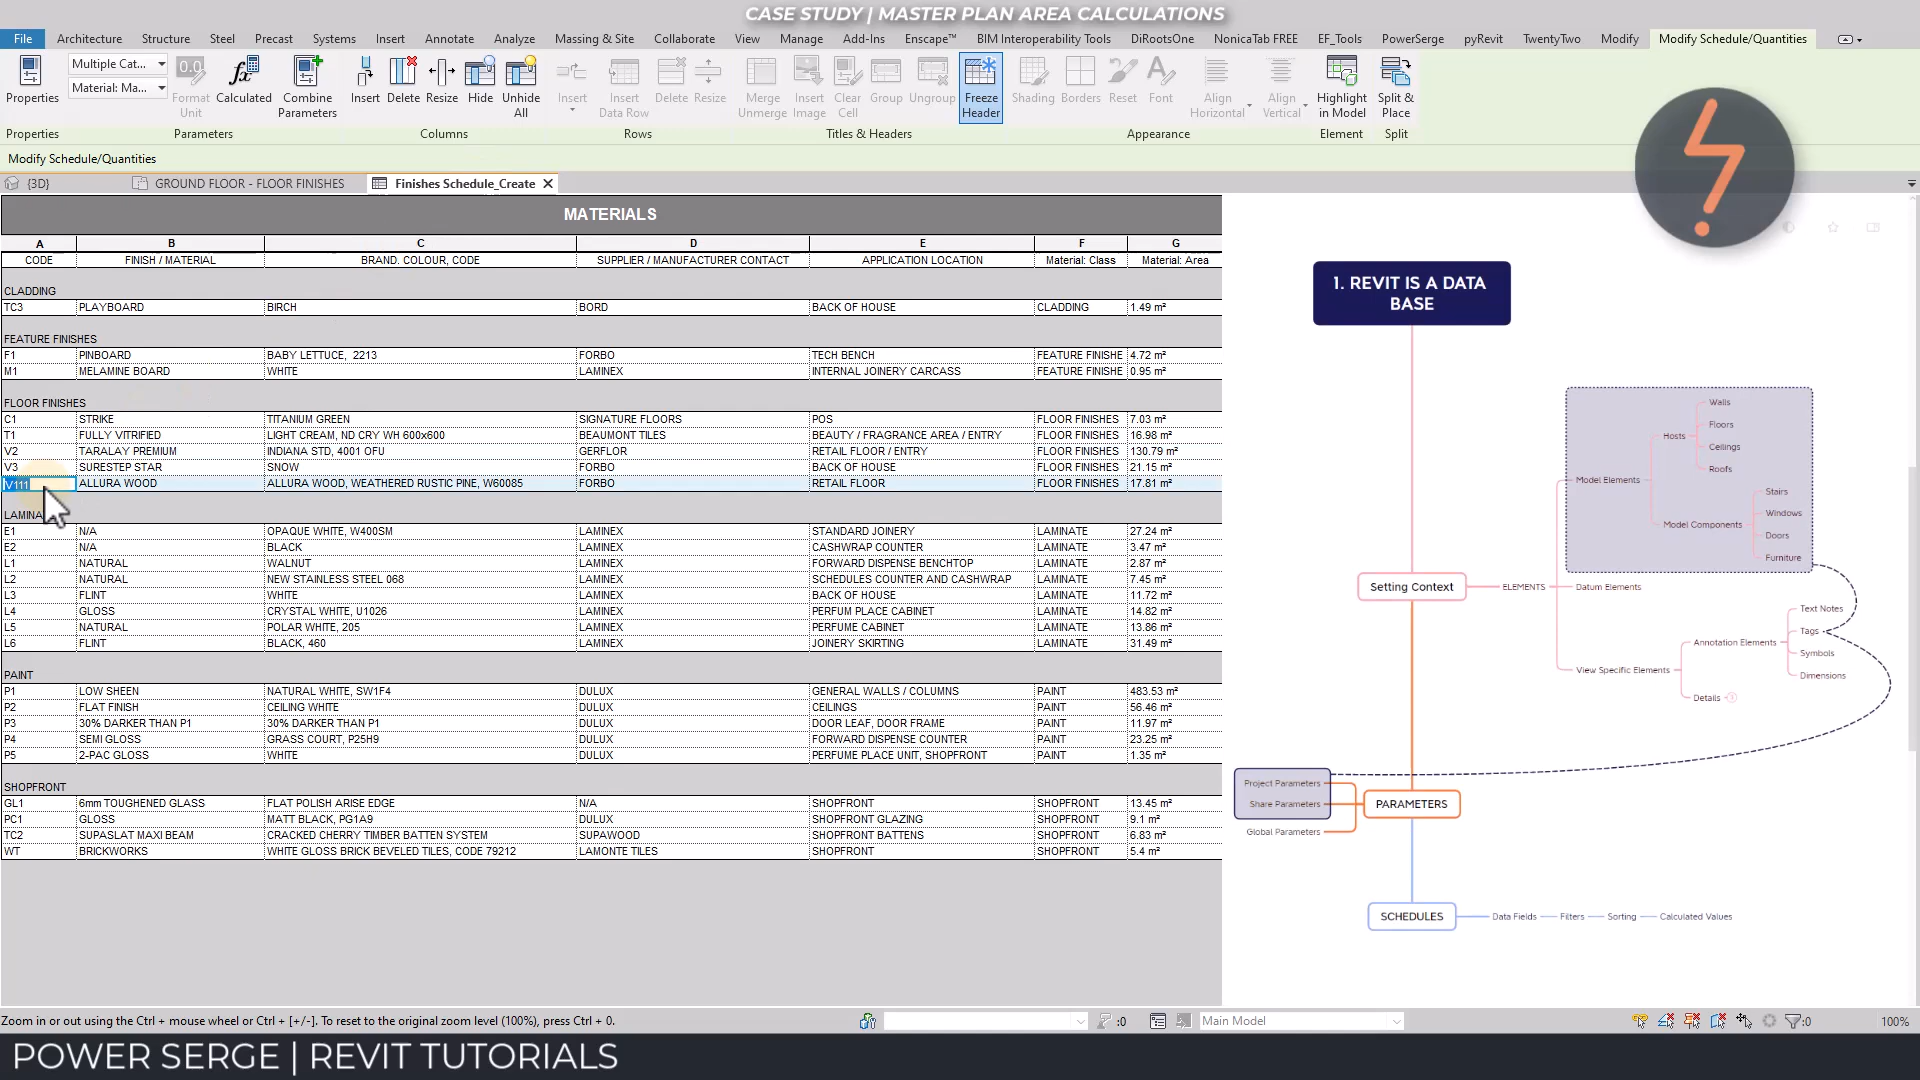 CASE STUDY | MASTER PLAN AREA CALCULATIONS
File Architecture Structure Steel Precast Systems Insert Annotate Analyze Massing & Site Collaborate View Manage Add-Ins Enscape™ BIM Interoperability Tools DiRootsOne NonicaTab FREE EF_Tools PowerSerge pyRevit TwentyTwo Modify Modify Schedule/Quantities
Multiple Cat...
Material: Ma...
Properties
0.0
Format Unit
Calculated
Combine Parameters
Insert Delete Resize Hide Unhide All
Insert
Insert Data Row
Delete Resize
Merge Unmerge
Insert Image
Clear Cell
Group Ungroup
Freeze Header
Shading Borders Reset Font
Align Horizontal
Align Vertical
Highlight in Model
Split & Place
Properties Parameters Columns Rows Titles & Headers Appearance Element Split
Modify Schedule/Quantities
{3D} GROUND FLOOR - FLOOR FINISHES Finishes Schedule_Create
MATERIALS
A B C D E F G
CODE FINISH / MATERIAL BRAND. COLOUR, CODE SUPPLIER / MANUFACTURER CONTACT APPLICATION LOCATION Material: Class Material: Area
CLADDING
TC3 PLAYBOARD BIRCH BORD BACK OF HOUSE CLADDING 1.49 m²
FEATURE FINISHES
F1 PINBOARD BABY LETTUCE, 2213 FORBO TECH BENCH FEATURE FINISHE 4.72 m²
M1 MELAMINE BOARD WHITE LAMINEX INTERNAL JOINERY CARCASS FEATURE FINISHE 0.95 m²
FLOOR FINISHES
C1 STRIKE TITANIUM GREEN SIGNATURE FLOORS POS FLOOR FINISHES 7.03 m²
T1 FULLY VITRIFIED LIGHT CREAM, ND CRY WH 600x600 BEAUMONT TILES BEAUTY / FRAGRANCE AREA / ENTRY FLOOR FINISHES 16.98 m²
V2 TARALAY PREMIUM INDIANA STD, 4001 OFU GERFLOR RETAIL FLOOR / ENTRY FLOOR FINISHES 130.79 m²
V3 SURESTEP STAR SNOW FORBO BACK OF HOUSE FLOOR FINISHES 21.15 m²
V111 ALLURA WOOD ALLURA WOOD, WEATHERED RUSTIC PINE, W60085 FORBO RETAIL FLOOR FLOOR FINISHES 17.81 m²
LAMINA
E1 N/A OPAQUE WHITE, W400SM LAMINEX STANDARD JOINERY LAMINATE 27.24 m²
E2 N/A BLACK LAMINEX CASHWRAP COUNTER LAMINATE 3.47 m²
L1 NATURAL WALNUT LAMINEX FORWARD DISPENSE BENCHTOP LAMINATE 2.87 m²
L2 NATURAL NEW STAINLESS STEEL 068 LAMINEX SCHEDULES COUNTER AND CASHWRAP LAMINATE 7.45 m²
L3 FLINT WHITE LAMINEX BACK OF HOUSE LAMINATE 11.72 m²
L4 GLOSS CRYSTAL WHITE, U1026 LAMINEX PERFUM PLACE CABINET LAMINATE 14.82 m²
L5 NATURAL POLAR WHITE, 205 LAMINEX PERFUME CABINET LAMINATE 13.86 m²
L6 FLINT BLACK, 460 LAMINEX JOINERY SKIRTING LAMINATE 31.49 m²
PAINT
P1 LOW SHEEN NATURAL WHITE, SW1F4 DULUX GENERAL WALLS / COLUMNS PAINT 483.53 m²
P2 FLAT FINISH CEILING WHITE DULUX CEILINGS PAINT 56.46 m²
P3 30% DARKER THAN P1 30% DARKER THAN P1 DULUX DOOR LEAF, DOOR FRAME PAINT 11.97 m²
P4 SEMI GLOSS GRASS COURT, P25H9 DULUX FORWARD DISPENSE COUNTER PAINT 23.25 m²
P5 2-PAC GLOSS WHITE DULUX PERFUME PLACE UNIT, SHOPFRONT PAINT 1.35 m²
SHOPFRONT
GL1 6mm TOUGHENED GLASS FLAT POLISH ARISE EDGE N/A SHOPFRONT SHOPFRONT 13.45 m²
PC1 GLOSS MATT BLACK, PG1A9 DULUX SHOPFRONT GLAZING SHOPFRONT 9.1 m²
TC2 SUPASLAT MAXI BEAM CRACKED CHERRY TIMBER BATTEN SYSTEM SUPAWOOD SHOPFRONT BATTENS SHOPFRONT 6.83 m²
WT BRICKWORKS WHITE GLOSS BRICK BEVELED TILES, CODE 79212 LAMONTE TILES SHOPFRONT SHOPFRONT 5.4 m²
1. REVIT IS A DATA
BASE
Walls
Floors
Hosts
Ceilings
Roofs
Model Elements
Stairs
Windows
Model Components
Doors
Furniture
Setting Context
ELEMENTS
Datum Elements
Text Notes
Tags
Annotation Elements
Symbols
View Specific Elements
Dimensions
Details
Project Parameters
Share Parameters
PARAMETERS
Global Parameters
SCHEDULES Data Fields Filters Sorting Calculated Values
Zoom in or out using the Ctrl + mouse wheel or Ctrl + [+/-]. To reset to the original zoom level (100%), press Ctrl + 0.
:0 Main Model :0 100%
POWER SERGE | REVIT TUTORIALS